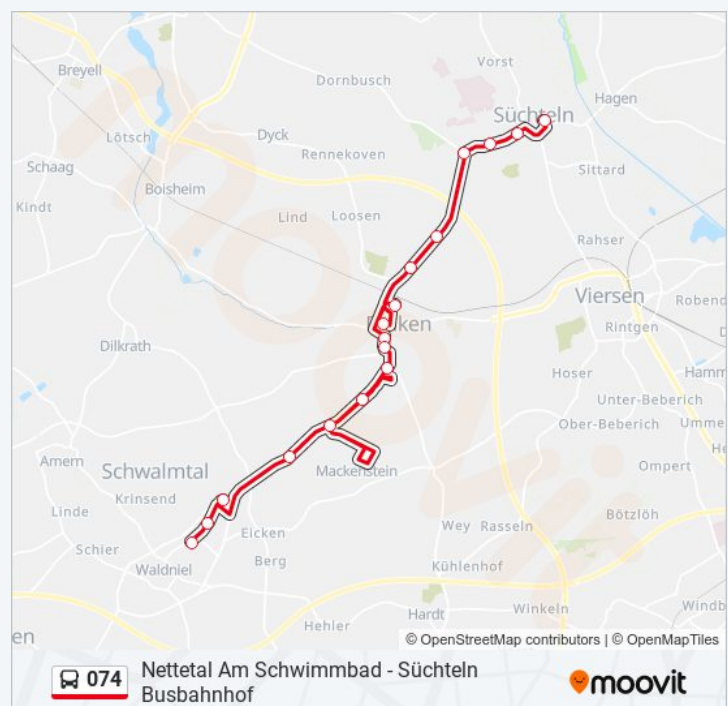 Breyell
Vorst
Dornbusch
Süchteln
Hagen
Lötsch
Dyck
Rennekoven
Schaag
Boisheim
Sittard
Kindt
Lind
Loosen
Rahser
Viersen
Robend
Rintgen
Dilkrath
Hoser
Hamm
Unter-Beberich
Ober-Beberich
Umme
Amern
Schwalmtal
Mackenstein
Ompert
He
Krinsend
Linde
Eicken
Wey
Rasseln
Bötzlöh
Schier
Waldniel
Berg
Kühlenhof
Hardt
Winkeln
Windb
Hehler
en
© OpenStreetMap contributors | © OpenMapTiles
074
Nettetal Am Schwimmbad - Süchteln
Busbahnhof
moovit
moovit